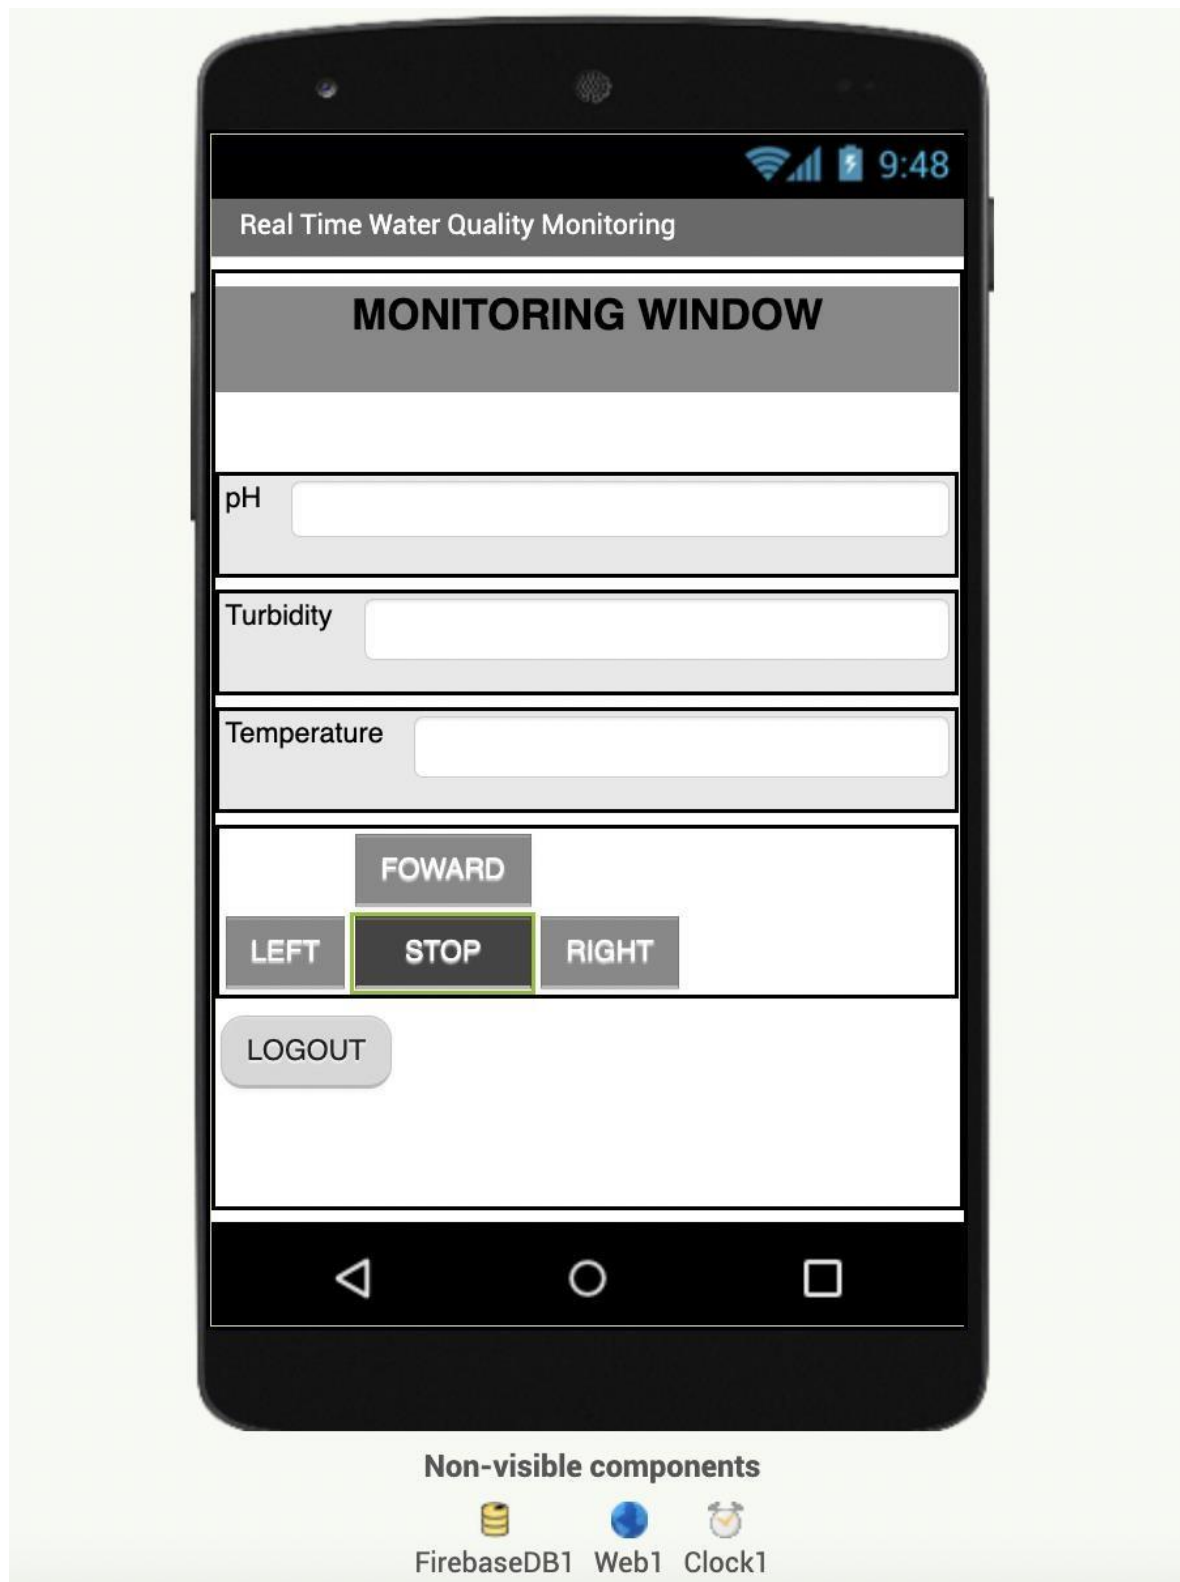 9:48
Real Time Water Quality Monitoring
MONITORING WINDOW
pH
Turbidity
Temperature
FOWARD
LEFT STOP RIGHT
LOGOUT
Non-visible components
FirebaseDB1 Web1 Clock1